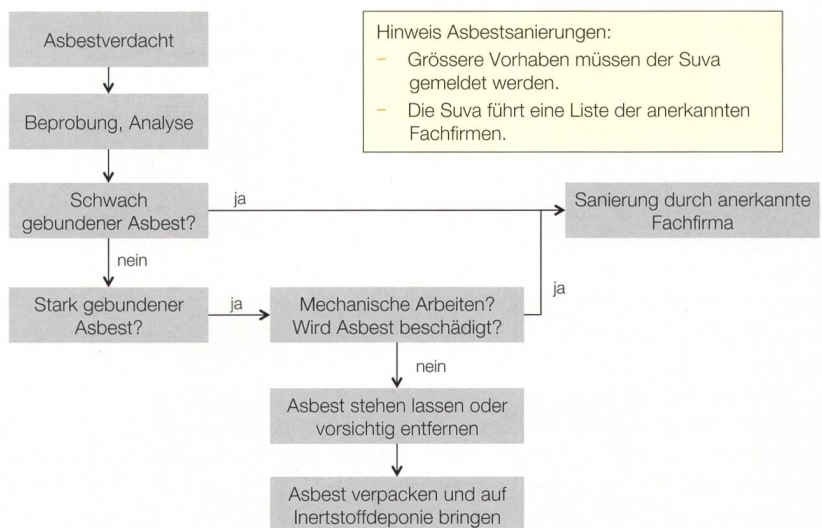 Asbestverdacht
Hinweis Asbestsanierungen:
– Grössere Vorhaben müssen der Suva
gemeldet werden.
– Die Suva führt eine Liste der anerkannten
Fachfirmen.
Beprobung, Analyse
Schwach
gebundener Asbest?
ja
Sanierung durch anerkannte
Fachfirma
nein
Stark gebundener
Asbest?
ja
Mechanische Arbeiten?
Wird Asbest beschädigt?
ja
nein
Asbest stehen lassen oder
vorsichtig entfernen
Asbest verpacken und auf
Inertstoffdeponie bringen